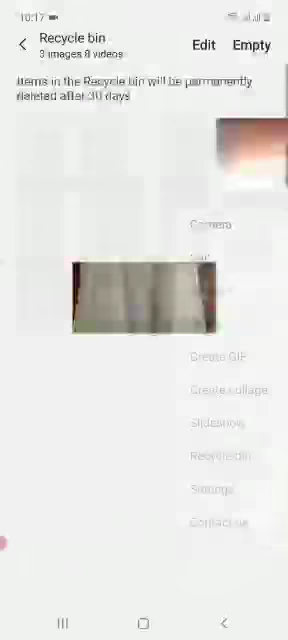 10:17
Recycle bin
3 images 8 videos
Edit
Empty
Items in the Recycle bin will be permanently
deleted after 30 days
Camera
Create GIF
Create collage
Slideshow
Recycle bin
Settings
Contact us